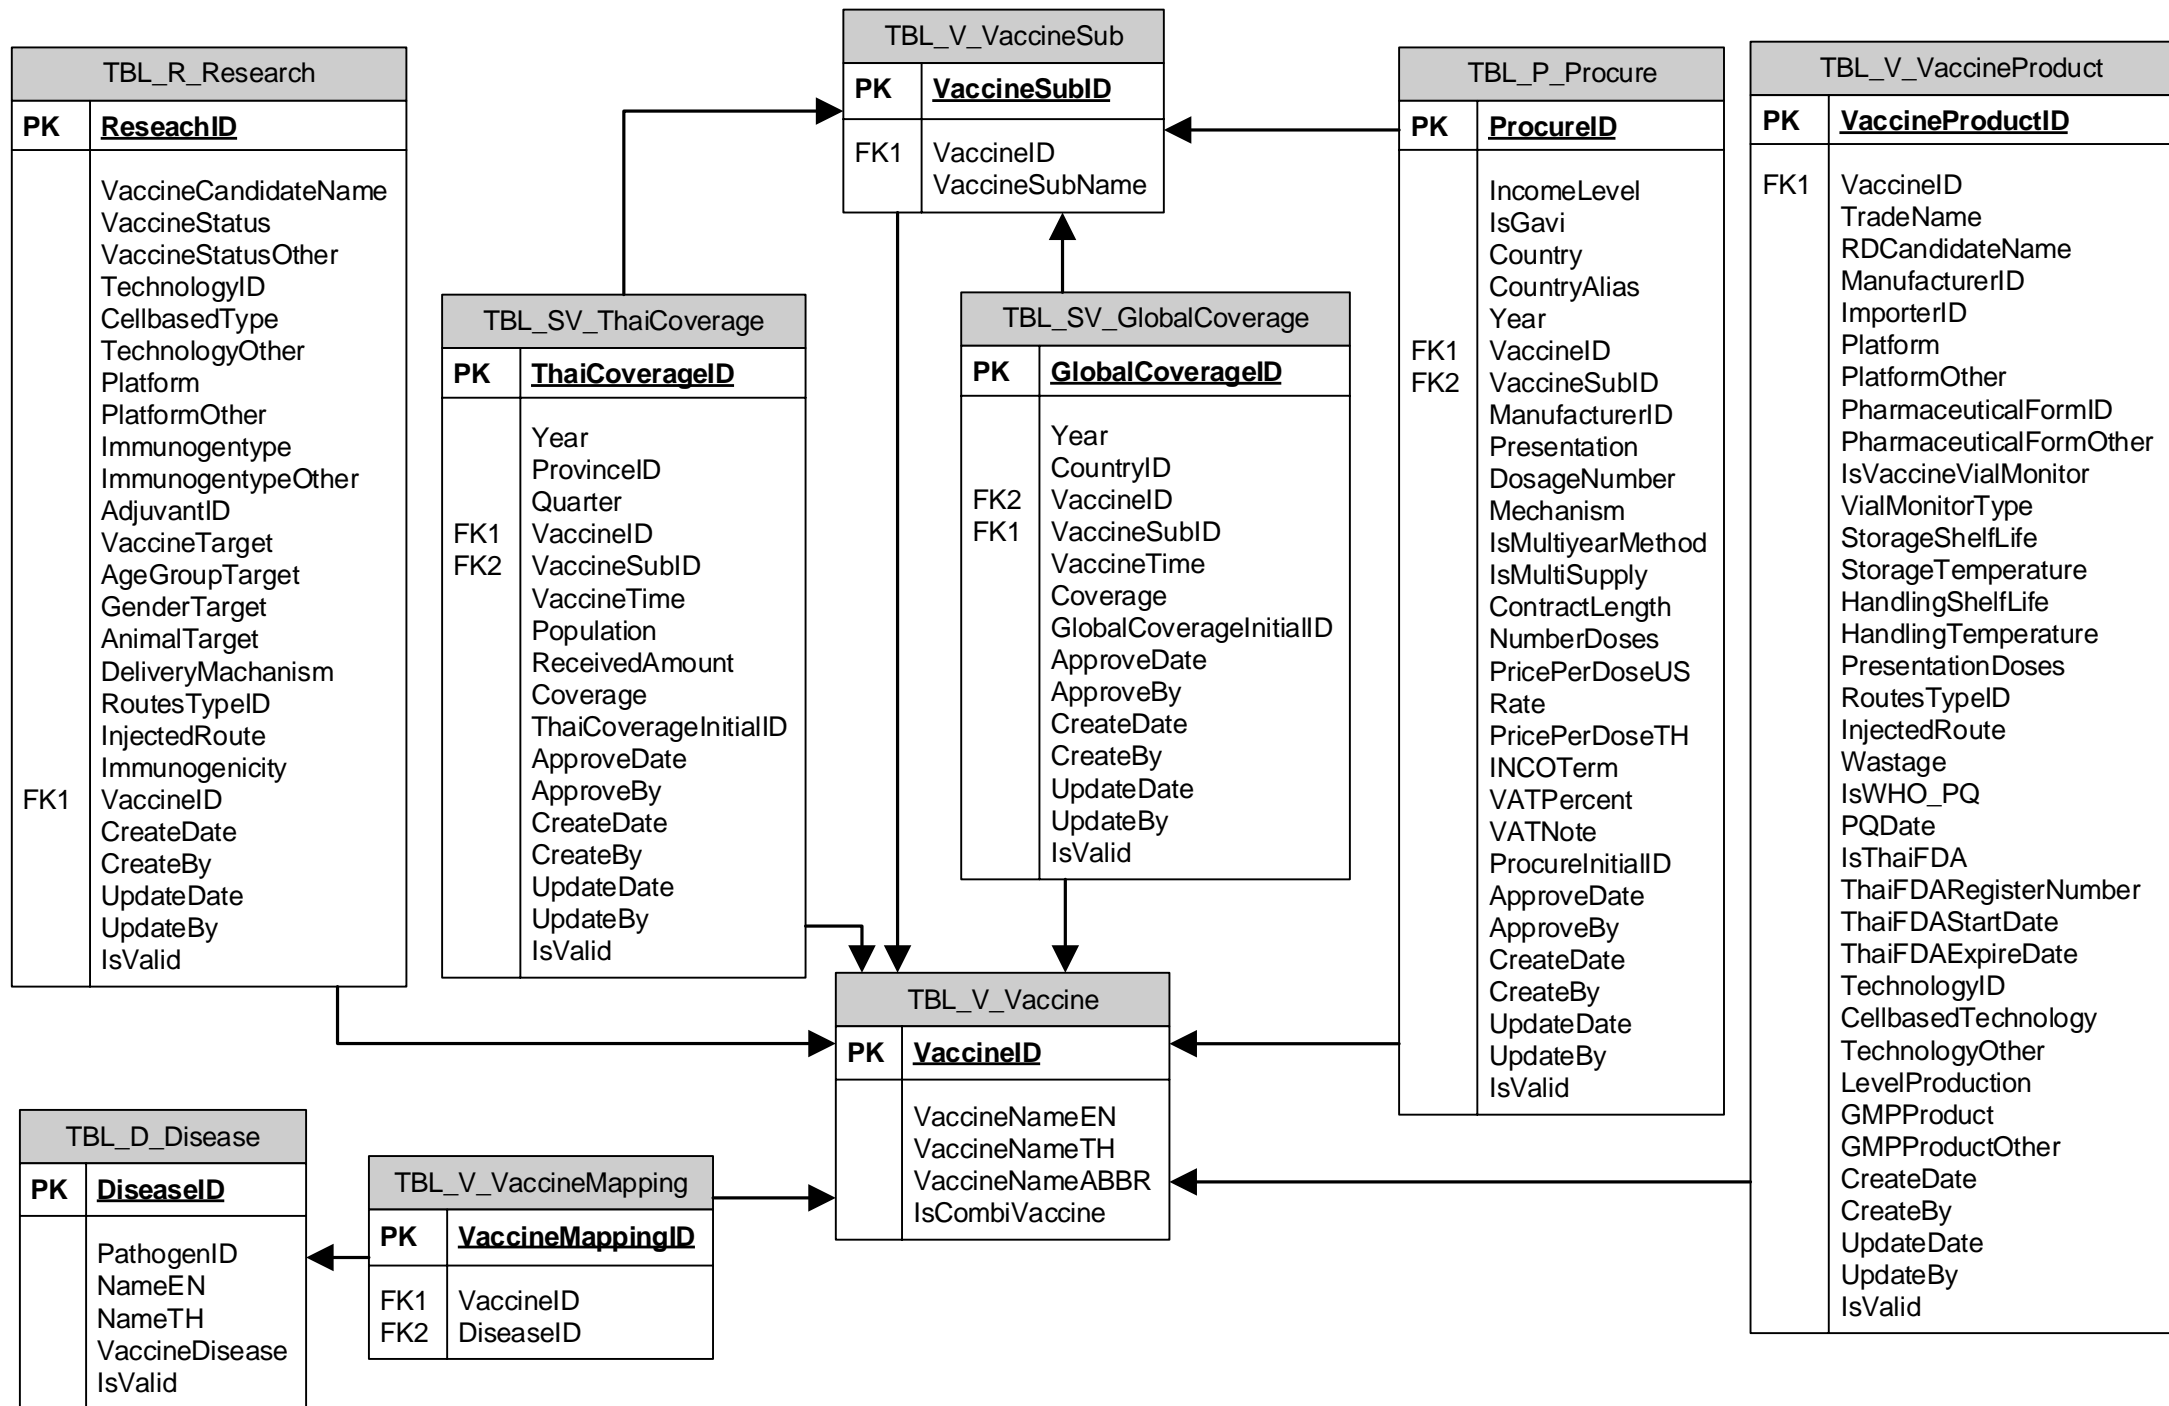 TBL_R_Research
PK ReseachID
VaccineCandidateName
VaccineStatus
VaccineStatusOther
TechnologyID
CellbasedType
TechnologyOther
Platform
PlatformOther
Immunogentype
ImmunogentypeOther
AdjuvantID
VaccineTarget
AgeGroupTarget
GenderTarget
AnimalTarget
DeliveryMachanism
RoutesTypeID
InjectedRoute
Immunogenicity
FK1 VaccineID
CreateDate
CreateBy
UpdateDate
UpdateBy
IsValid
TBL_SV_ThaiCoverage
PK ThaiCoverageID
Year
ProvinceID
Quarter
FK1 VaccineID
FK2 VaccineSubID
VaccineTime
Population
ReceivedAmount
Coverage
ThaiCoverageInitialID
ApproveDate
ApproveBy
CreateDate
CreateBy
UpdateDate
UpdateBy
IsValid
TBL_V_VaccineSub
PK VaccineSubID
FK1 VaccineID
VaccineSubName
TBL_SV_GlobalCoverage
PK GlobalCoverageID
Year
CountryID
FK2 VaccineID
FK1 VaccineSubID
VaccineTime
Coverage
GlobalCoverageInitialID
ApproveDate
ApproveBy
CreateDate
CreateBy
UpdateDate
UpdateBy
IsValid
TBL_P_Procure
PK ProcureID
IncomeLevel
IsGavi
Country
CountryAlias
Year
FK1 VaccineID
FK2 VaccineSubID
ManufacturerID
Presentation
DosageNumber
Mechanism
IsMultiyearMethod
IsMultiSupply
ContractLength
NumberDoses
PricePerDoseUS
Rate
PricePerDoseTH
INCOTerm
VATPercent
VATNote
ProcureInitialID
ApproveDate
ApproveBy
CreateDate
CreateBy
UpdateDate
UpdateBy
IsValid
TBL_V_VaccineProduct
PK VaccineProductID
FK1 VaccineID
TradeName
RDCandidateName
ManufacturerID
ImporterID
Platform
PlatformOther
PharmaceuticalFormID
PharmaceuticalFormOther
IsVaccineVialMonitor
VialMonitorType
StorageShelfLife
StorageTemperature
HandlingShelfLife
HandlingTemperature
PresentationDoses
RoutesTypeID
InjectedRoute
Wastage
IsWHO_PQ
PQDate
IsThaiFDA
ThaiFDARegisterNumber
ThaiFDAStartDate
ThaiFDAExpireDate
TechnologyID
CellbasedTechnology
TechnologyOther
LevelProduction
GMPProduct
GMPProductOther
CreateDate
CreateBy
UpdateDate
UpdateBy
IsValid
TBL_D_Disease
PK DiseaseID
PathogenID
NameEN
NameTH
VaccineDisease
IsValid
TBL_V_VaccineMapping
PK VaccineMappingID
FK1 VaccineID
FK2 DiseaseID
TBL_V_Vaccine
PK VaccineID
VaccineNameEN
VaccineNameTH
VaccineNameABBR
IsCombiVaccine